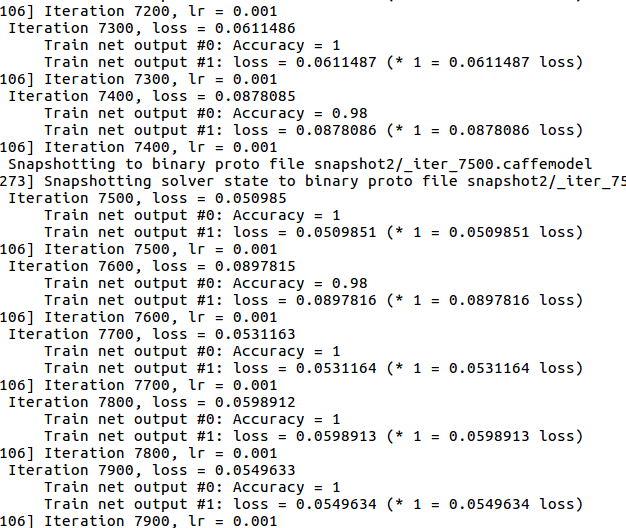 106] Iteration 7200, lr = 0.001
Iteration 7300, loss = 0.0611486
Train net output #0: Accuracy = 1
Train net output #1: loss = 0.0611487 (* 1 = 0.0611487 loss)
106] Iteration 7300, lr = 0.001
Iteration 7400, loss = 0.0878085
Train net output #0: Accuracy = 0.98
Train net output #1: loss = 0.0878086 (* 1 = 0.0878086 loss)
106] Iteration 7400, lr = 0.001
Snapshotting to binary proto file snapshot2/_iter_7500.caffemodel
273] Snapshotting solver state to binary proto file snapshot2/_iter_75
Iteration 7500, loss = 0.050985
Train net output #0: Accuracy = 1
Train net output #1: loss = 0.0509851 (* 1 = 0.0509851 loss)
106] Iteration 7500, lr = 0.001
Iteration 7600, loss = 0.0897815
Train net output #0: Accuracy = 0.98
Train net output #1: loss = 0.0897816 (* 1 = 0.0897816 loss)
106] Iteration 7600, lr = 0.001
Iteration 7700, loss = 0.0531163
Train net output #0: Accuracy = 1
Train net output #1: loss = 0.0531164 (* 1 = 0.0531164 loss)
106] Iteration 7700, lr = 0.001
Iteration 7800, loss = 0.0598912
Train net output #0: Accuracy = 1
Train net output #1: loss = 0.0598913 (* 1 = 0.0598913 loss)
106] Iteration 7800, lr = 0.001
Iteration 7900, loss = 0.0549633
Train net output #0: Accuracy = 1
Train net output #1: loss = 0.0549634 (* 1 = 0.0549634 loss)
106] Iteration 7900, lr = 0.001